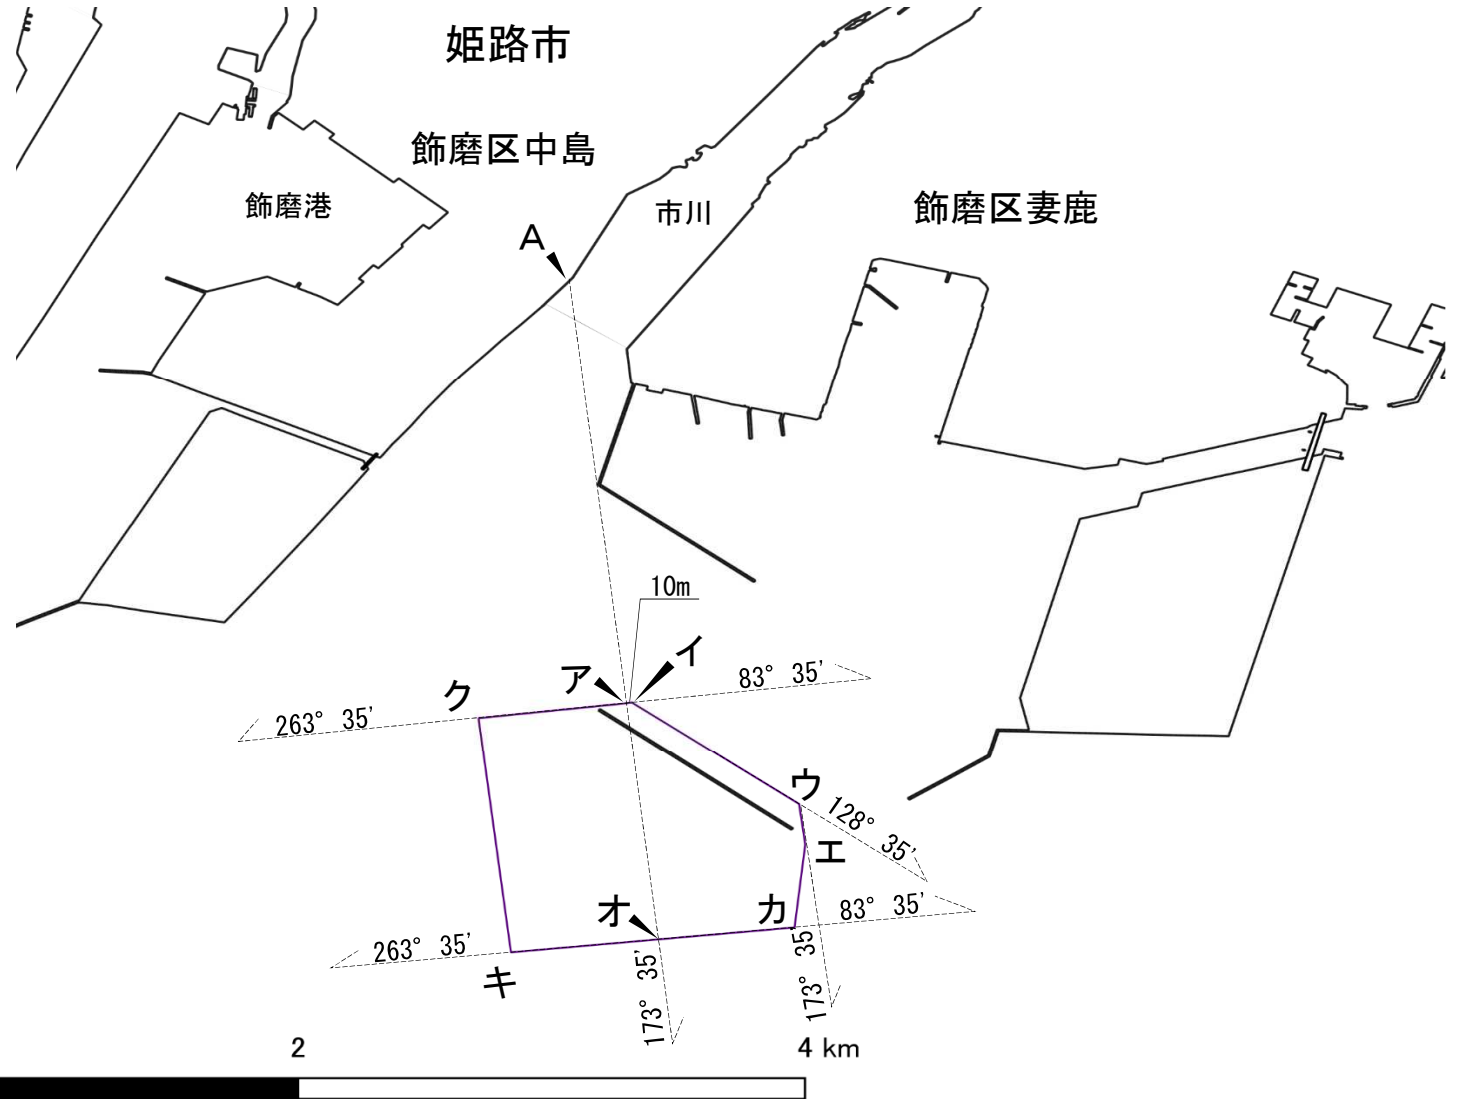 姫路市
飾磨区中島
飾磨港
市川
飾磨区妻鹿
A
10m
ア
イ
83° 35′
ク
263° 35′
ウ
128° 35′
エ
オ
カ
83° 35′
263° 35′
キ
173° 35′
173° 35′
2
4 km